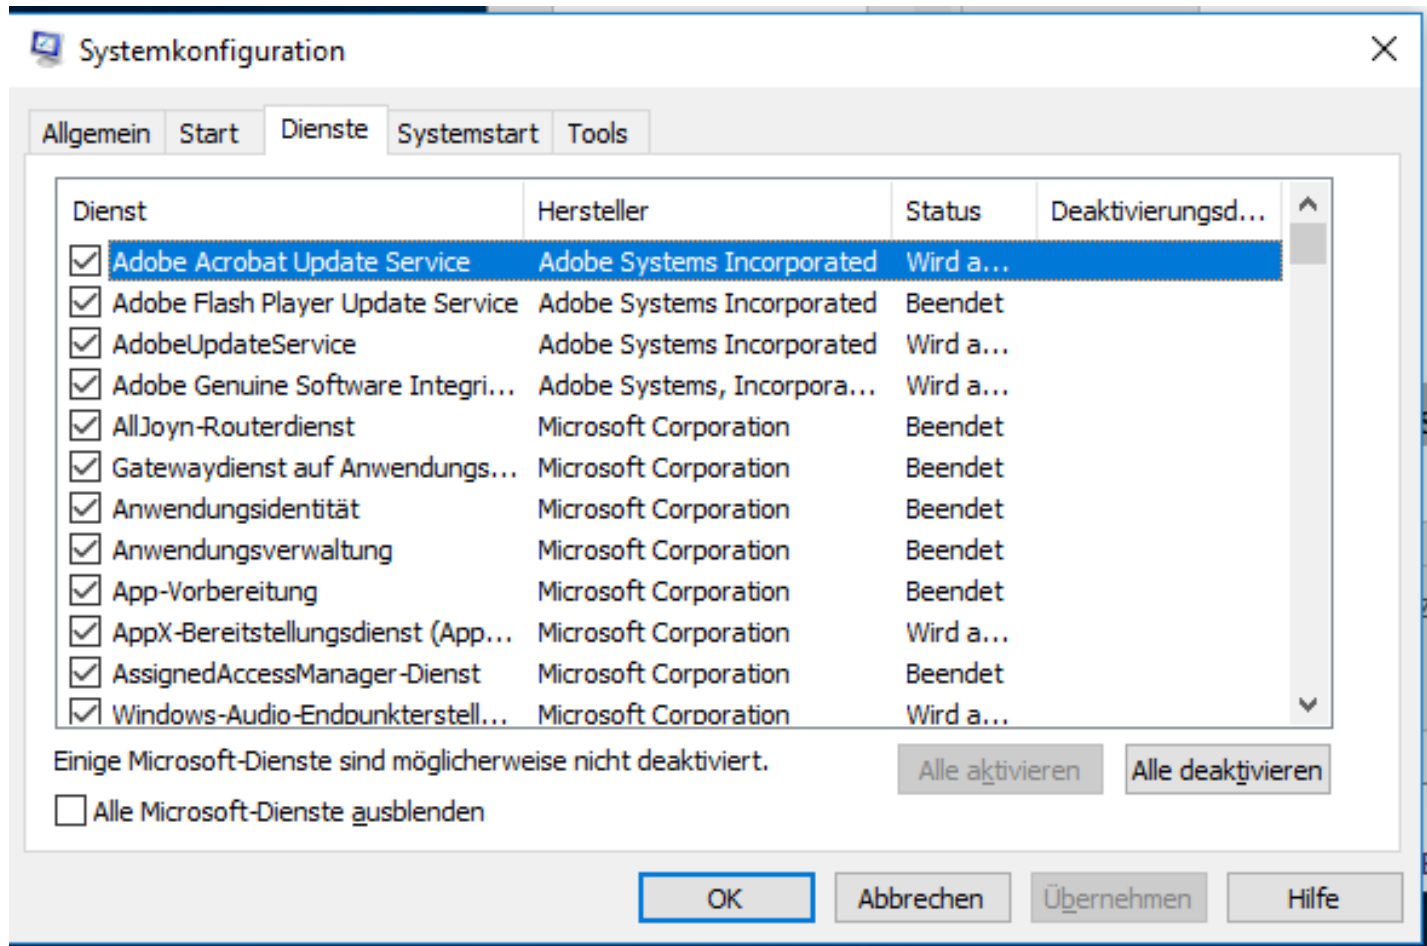 Systemkonfiguration
Allgemein Start Dienste Systemstart Tools
Dienst Hersteller Status Deaktivierungsd...
Adobe Acrobat Update Service Adobe Systems Incorporated Wird a...
Adobe Flash Player Update Service Adobe Systems Incorporated Beendet
AdobeUpdateService Adobe Systems Incorporated Wird a...
Adobe Genuine Software Integri... Adobe Systems, Incorpora... Wird a...
AllJoyn-Routerdienst Microsoft Corporation Beendet
Gatewaydienst auf Anwendungs... Microsoft Corporation Beendet
Anwendungsidentität Microsoft Corporation Beendet
Anwendungsverwaltung Microsoft Corporation Beendet
App-Vorbereitung Microsoft Corporation Beendet
AppX-Bereitstellungsdienst (App... Microsoft Corporation Wird a...
AssignedAccessManager-Dienst Microsoft Corporation Beendet
Windows-Audio-Endpunkterstell... Microsoft Corporation Wird a...
Einige Microsoft-Dienste sind möglicherweise nicht deaktiviert. Alle aktivieren Alle deaktivieren
Alle Microsoft-Dienste ausblenden
OK Abbrechen Übernehmen Hilfe